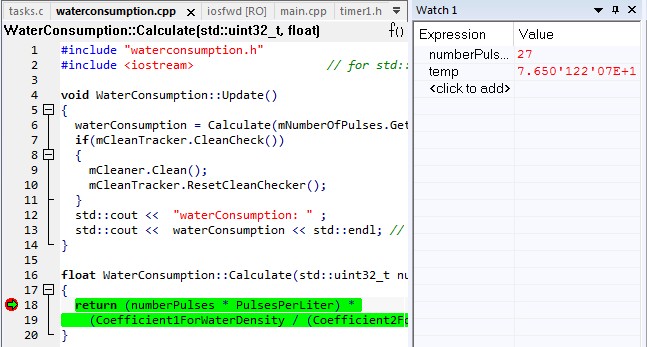 tasks.c waterconsumption.cpp x iosfwd [RO] main.cpp timer1.h
WaterConsumption::Calculate(std::uint32_t, float) f()
1 #include "waterconsumption.h"
2 #include <iostream> // for std::
3
4 void WaterConsumption::Update()
5 {
6 waterConsumption = Calculate(mNumberOfPulses.Get
7 if(mCleanTracker.CleanCheck())
8 {
9 mCleaner.Clean();
10 mCleanTracker.ResetCleanChecker();
11 }
12 std::cout << "waterConsumption: " ;
13 std::cout << waterConsumption << std::endl; //
14 }
15
16 float WaterConsumption::Calculate(std::uint32_t nu
17 {
18 return (numberPulses * PulsesPerLiter) *
19 (Coefficient1ForWaterDensity / (Coefficient2Fo
20 }
Watch 1
Expression Value
numberPuls... 27
temp 7.650'122'07E+1
<click to add>